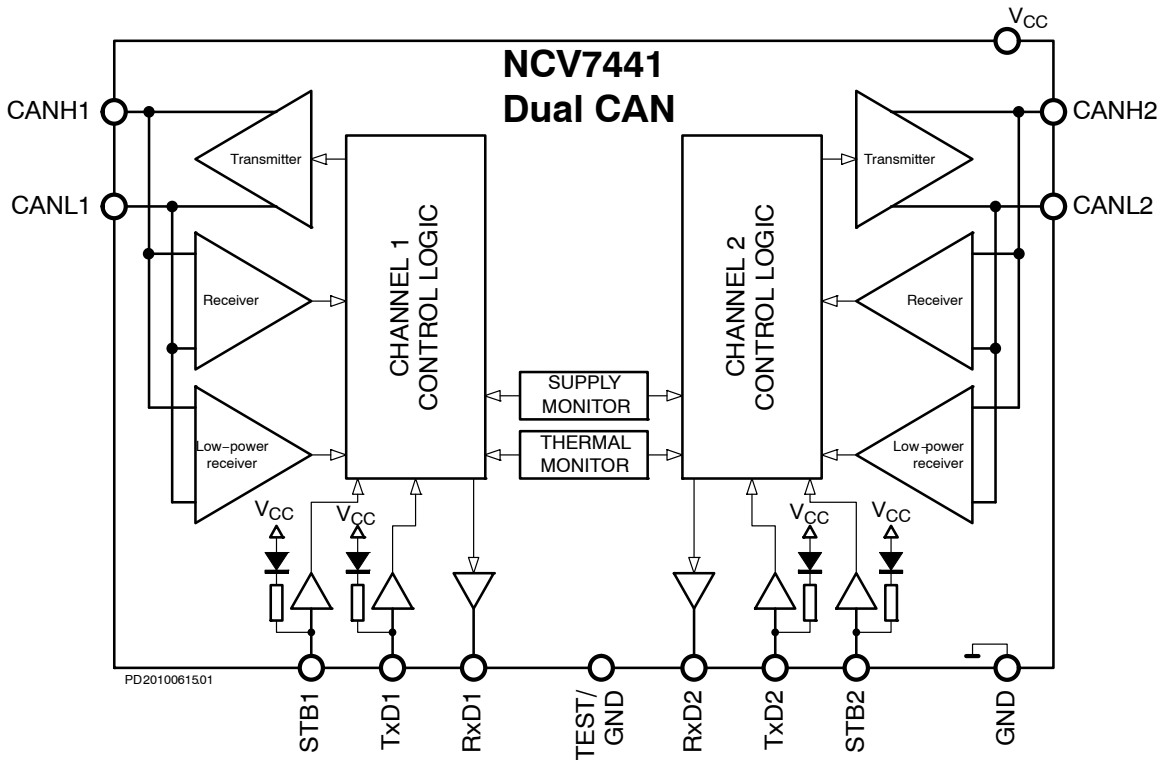 VCC
NCV7441
Dual CAN
CANH1
CANH2
Transmitter
Transmitter
CANL1
CANL2
CHANNEL 1
CONTROL LOGIC
CHANNEL 2
CONTROL LOGIC
Receiver
Receiver
SUPPLY
MONITOR
THERMAL
MONITOR
Low−power
receiver
Low−power
receiver
VCC
VCC
VCC
VCC
PD20100615.01
STB1
TxD1
RxD1
TEST/
GND
RxD2
TxD2
STB2
GND